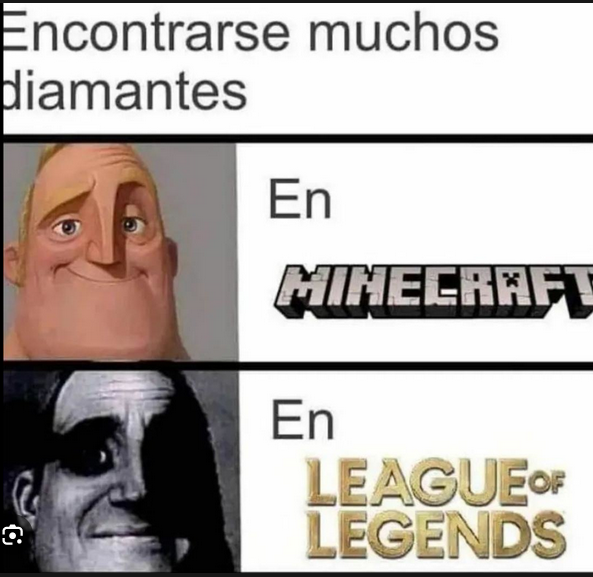 Encontrarse muchos
diamantes
En
MINECRAFT
En
LEAGUE OF
LEGENDS